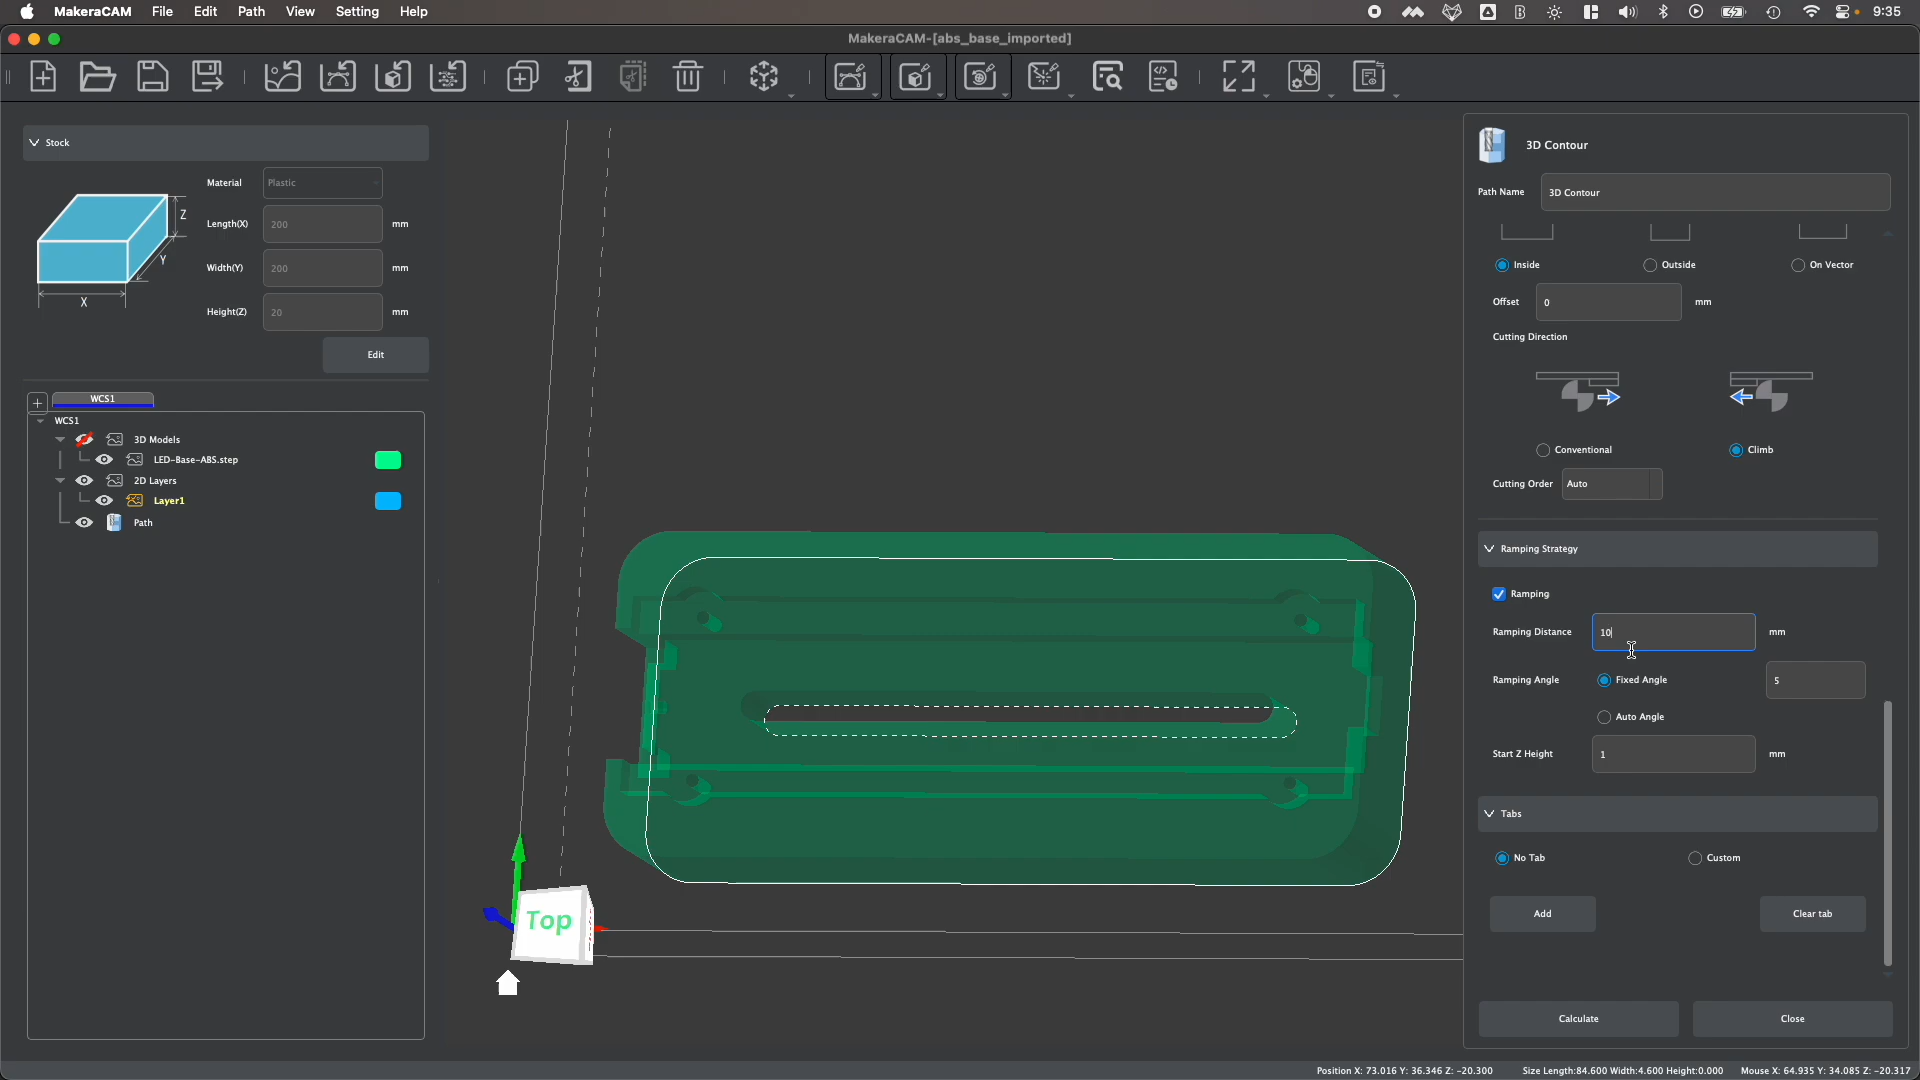 MakeraCAM File Edit Path View Setting Help 9:35
MakeraCAM-[abs_base_imported]
Stock
Material Plastic
Length(X) 200 mm
Width(Y) 200 mm
Height(Z) 20 mm
Z
Y
X
Edit
+ WCS1
WCS1
3D Models
LED-Base-ABS.step
2D Layers
Layer1
Path
Top
3D Contour
Path Name 3D Contour
Inside Outside On Vector
Offset 0 mm
Cutting Direction
Conventional Climb
Cutting Order Auto
Ramping Strategy
Ramping
Ramping Distance 10 mm
Ramping Angle Fixed Angle 5
Auto Angle
Start Z Height 1 mm
Tabs
No Tab Custom
Add Clear tab
Calculate Close
Position X: 73.016 Y: 36.346 Z: -20.300 Size Length:84.600 Width:4.600 Height:0.000 Mouse X: 64.935 Y: 34.085 Z: -20.317